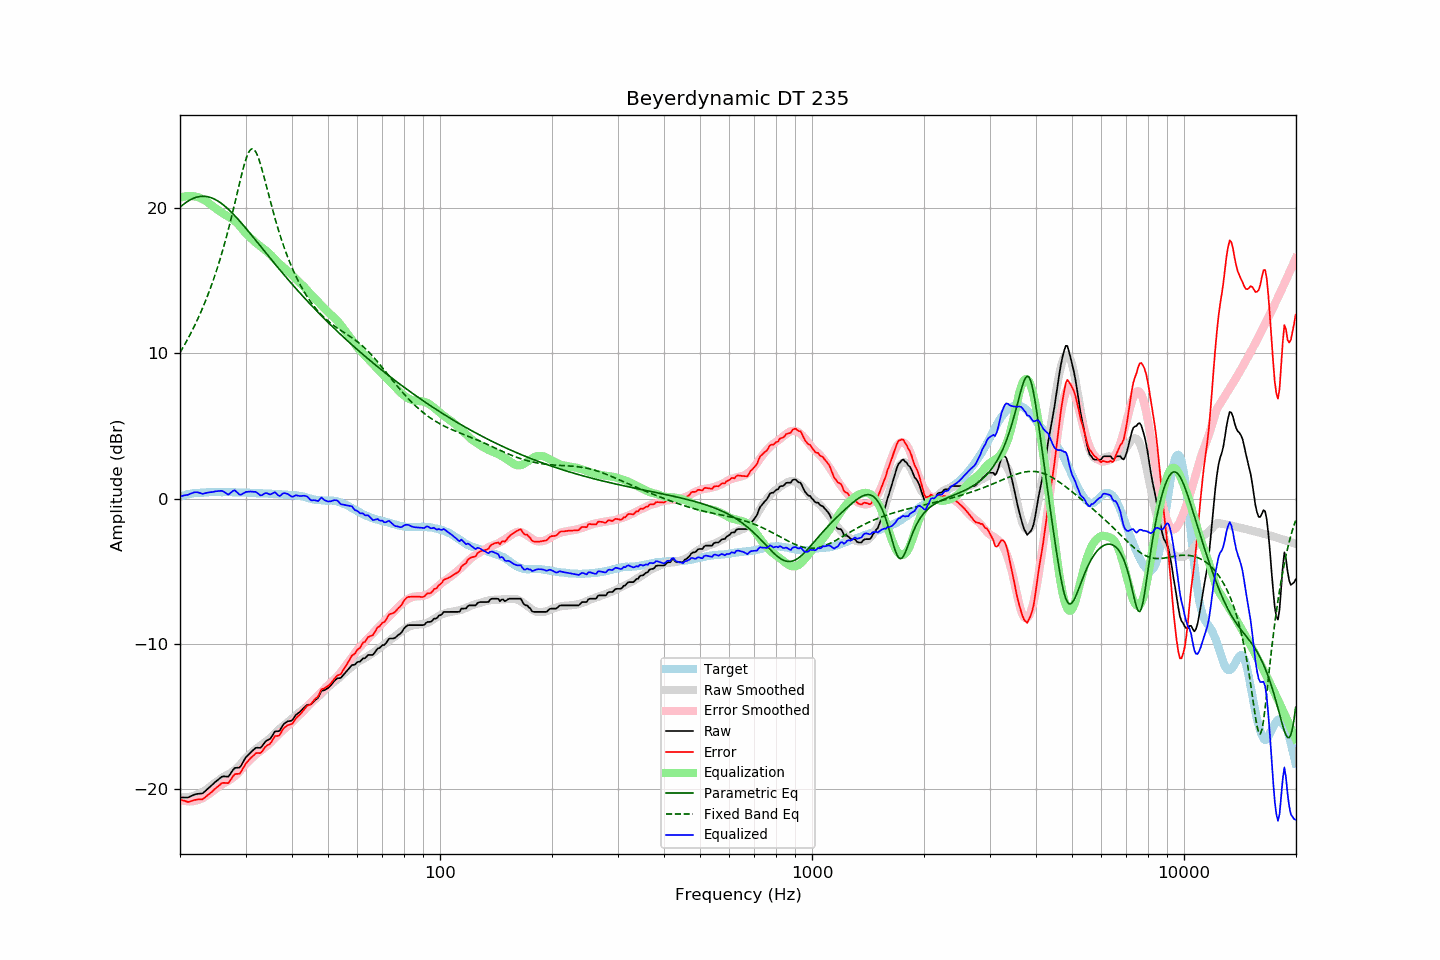 Beyerdynamic DT 235
Amplitude (dBr)
20
10
0
−10
−20
100
1000
10000
Frequency (Hz)
Target
Raw Smoothed
Error Smoothed
Raw
Error
Equalization
Parametric Eq
Fixed Band Eq
Equalized